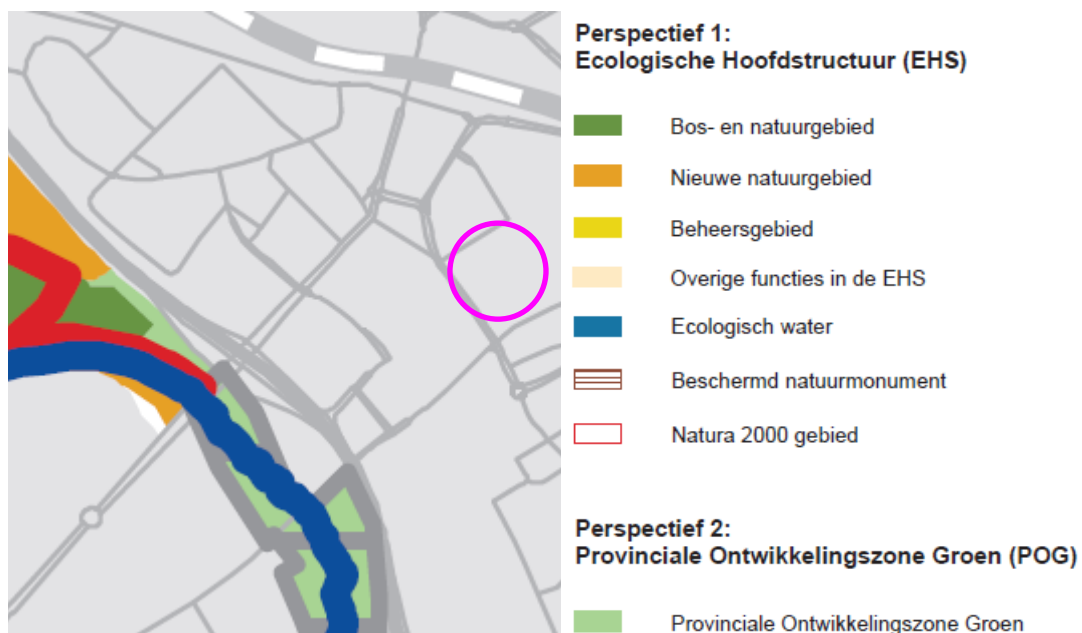 Perspectief 1:
Ecologische Hoofdstructuur (EHS)
Bos- en natuurgebied
Nieuwe natuurgebied
Beheersgebied
Overige functies in de EHS
Ecologisch water
Beschermd natuurmonument
Natura 2000 gebied
Perspectief 2:
Provinciale Ontwikkelingszone Groen (POG)
Provinciale Ontwikkelingszone Groen